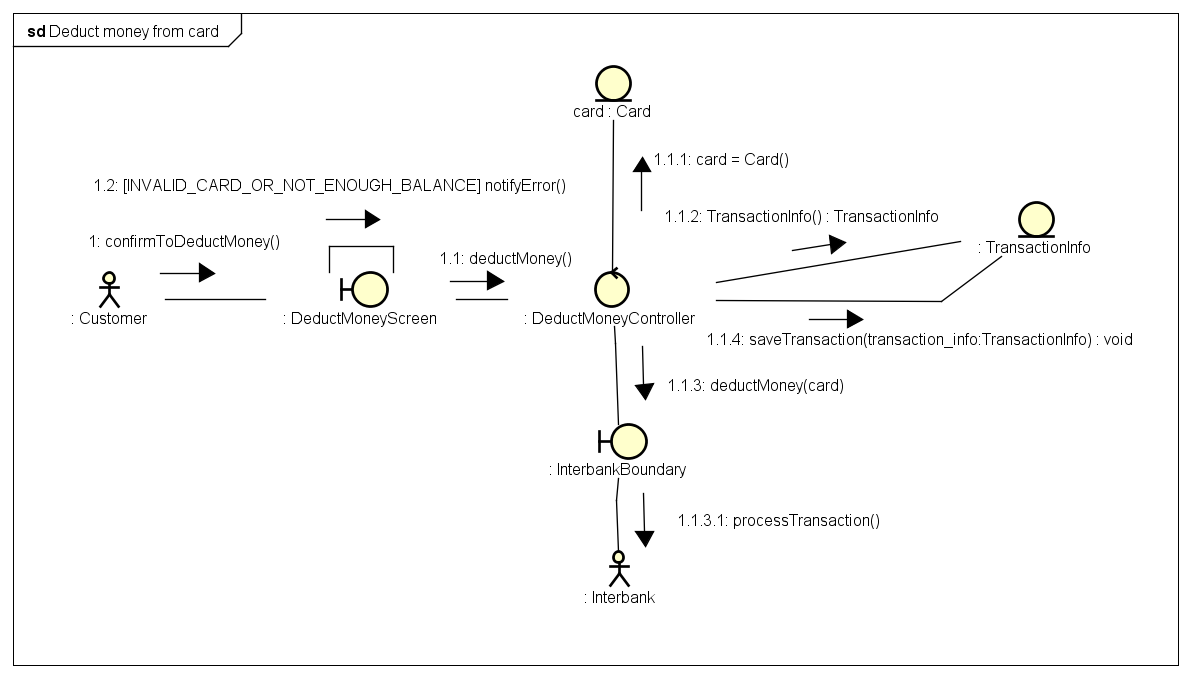 sd Deduct money from card
card : Card
1.1.1: card = Card()
1.2: [INVALID_CARD_OR_NOT_ENOUGH_BALANCE] notifyError()
1.1.2: TransactionInfo() : TransactionInfo
1: confirmToDeductMoney()
1.1: deductMoney()
: TransactionInfo
: Customer
: DeductMoneyScreen
: DeductMoneyController
1.1.4: saveTransaction(transaction_info:TransactionInfo) : void
1.1.3: deductMoney(card)
: InterbankBoundary
1.1.3.1: processTransaction()
: Interbank